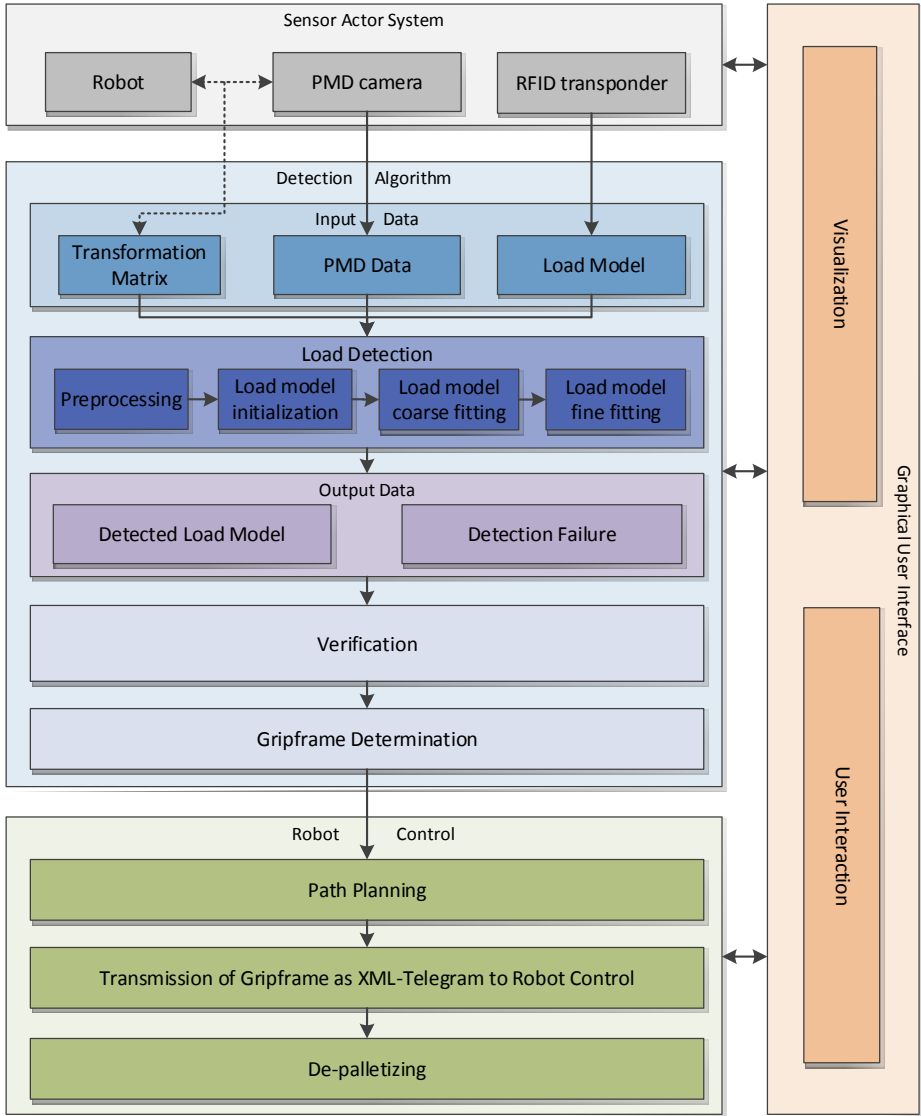 Sensor Actor System
Robot
PMD camera
RFID transponder
Detection Algorithm
Input Data
Transformation
Matrix
PMD Data
Load Model
Load Detection
Preprocessing
Load model
initialization
Load model
coarse fitting
Load model
fine fitting
Output Data
Detected Load Model
Detection Failure
Verification
Gripframe Determination
Robot Control
Path Planning
Transmission of Gripframe as XML-Telegram to Robot Control
De-palletizing
Visualization
Graphical User Interface
User Interaction